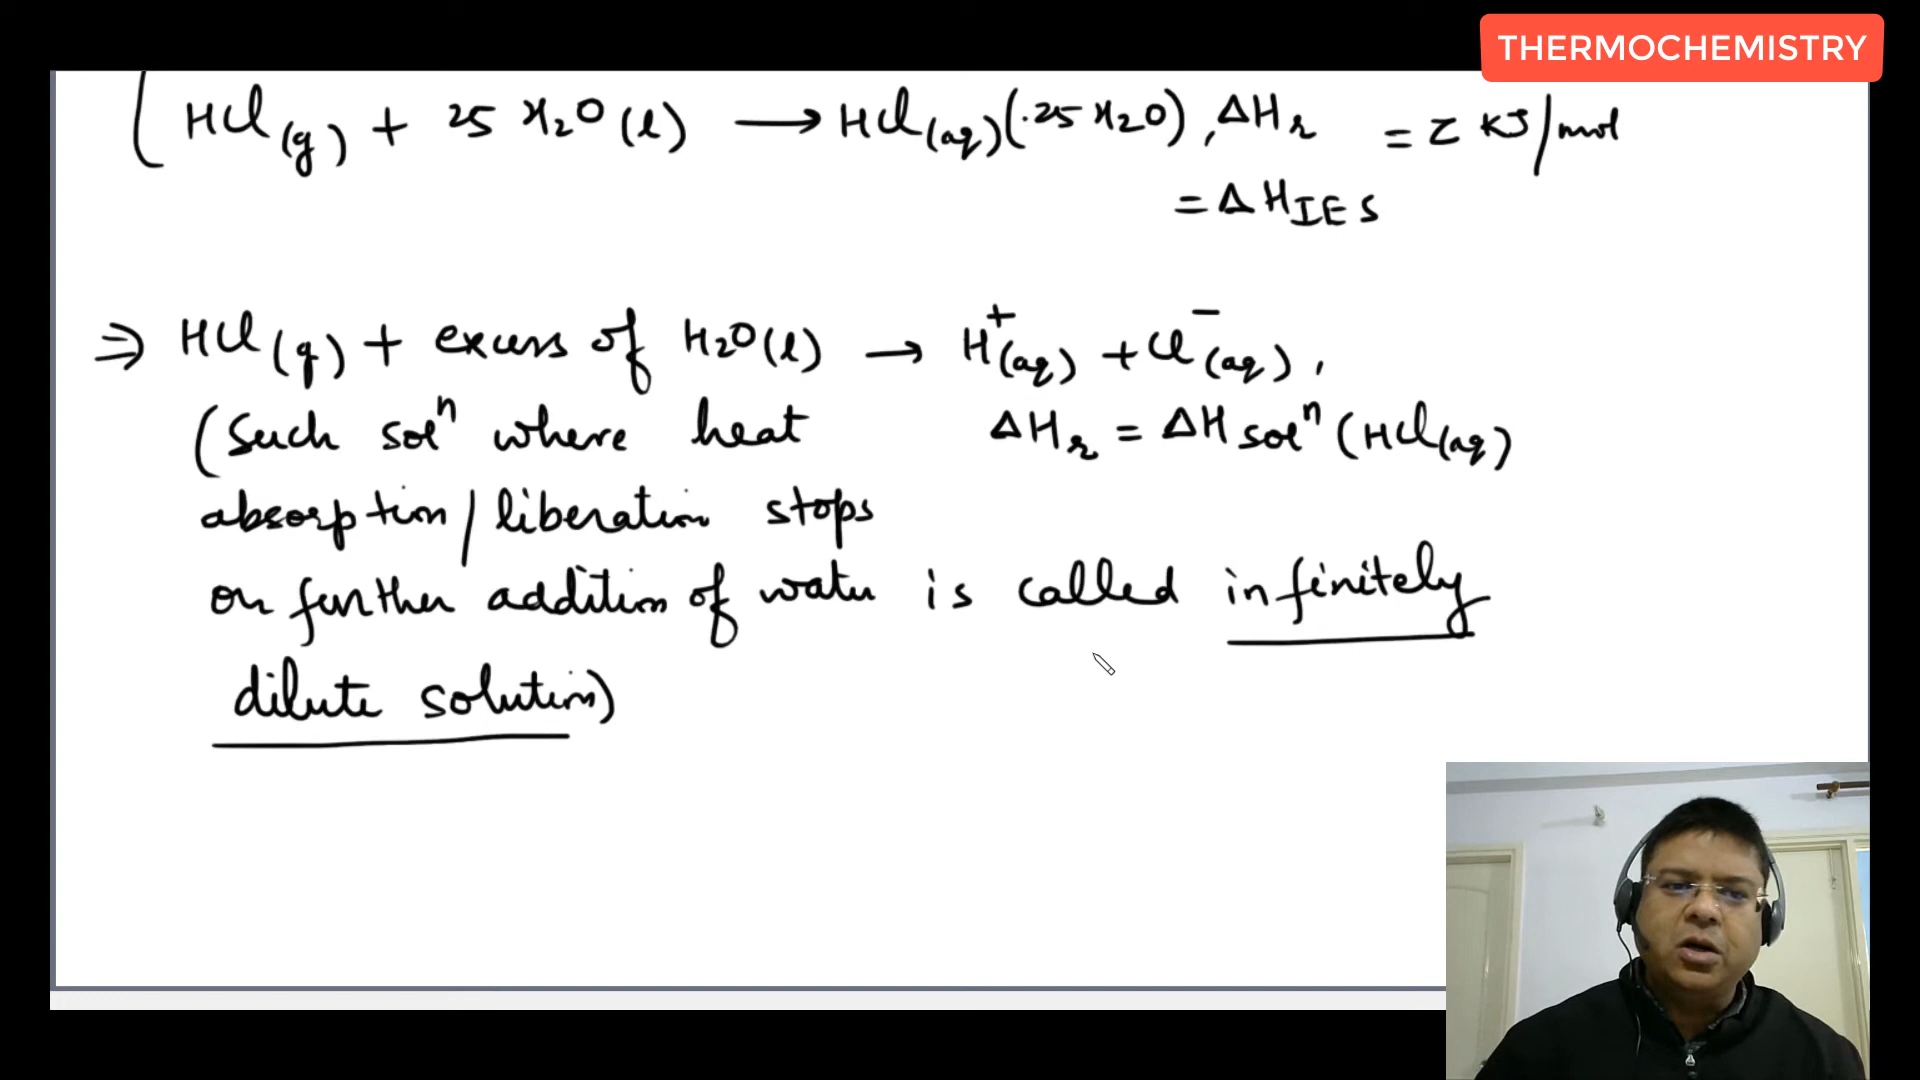 THERMOCHEMISTRY
HCl(g) + 25 H₂O(l) ⟶ HCl(aq)(.25H₂O), ΔHr = z kJ/mol
= ΔH IES
⇒ HCl(g) + excess of H₂O(l) → H⁺(aq) + Cl⁻(aq),
(Such solⁿ where heat ΔHr = ΔH solⁿ (HCl(aq))
absorption/liberation stops
on further addition of water is called infinitely
dilute solution)